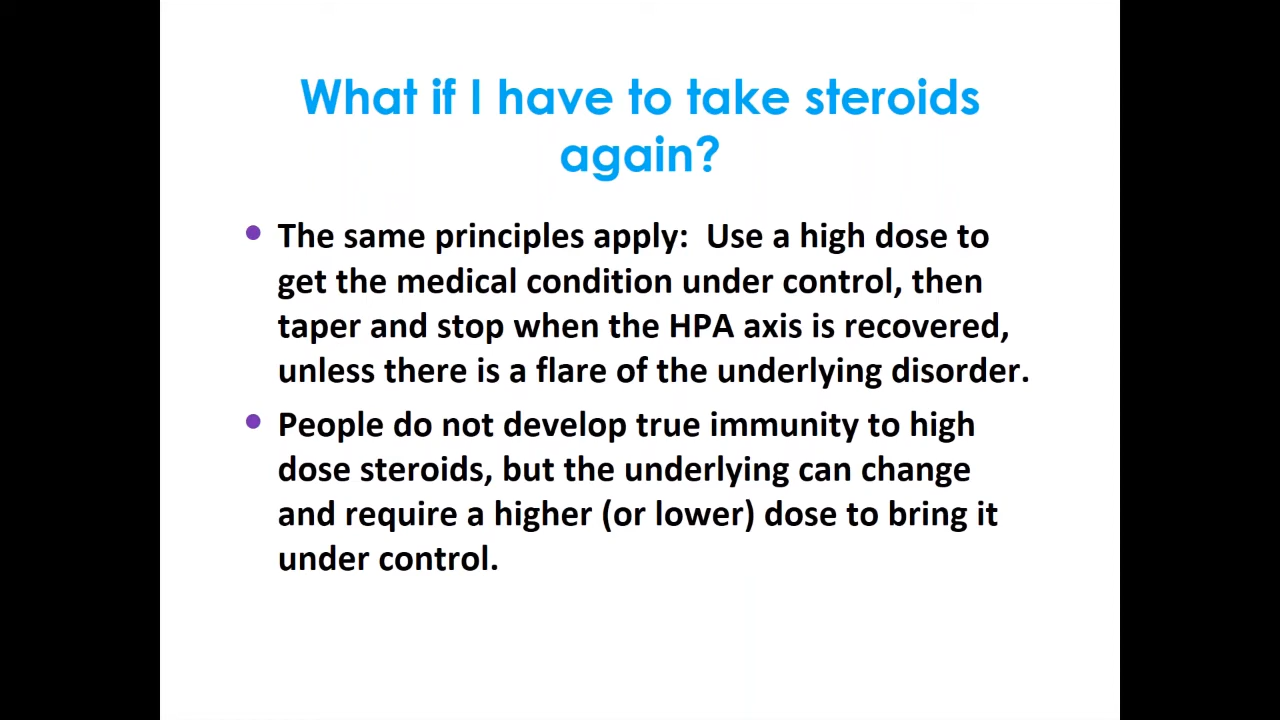 What if I have to take steroids
again?
• The same principles apply:  Use a high dose to
get the medical condition under control, then
taper and stop when the HPA axis is recovered,
unless there is a flare of the underlying disorder.
• People do not develop true immunity to high
dose steroids, but the underlying can change
and require a higher (or lower) dose to bring it
under control.